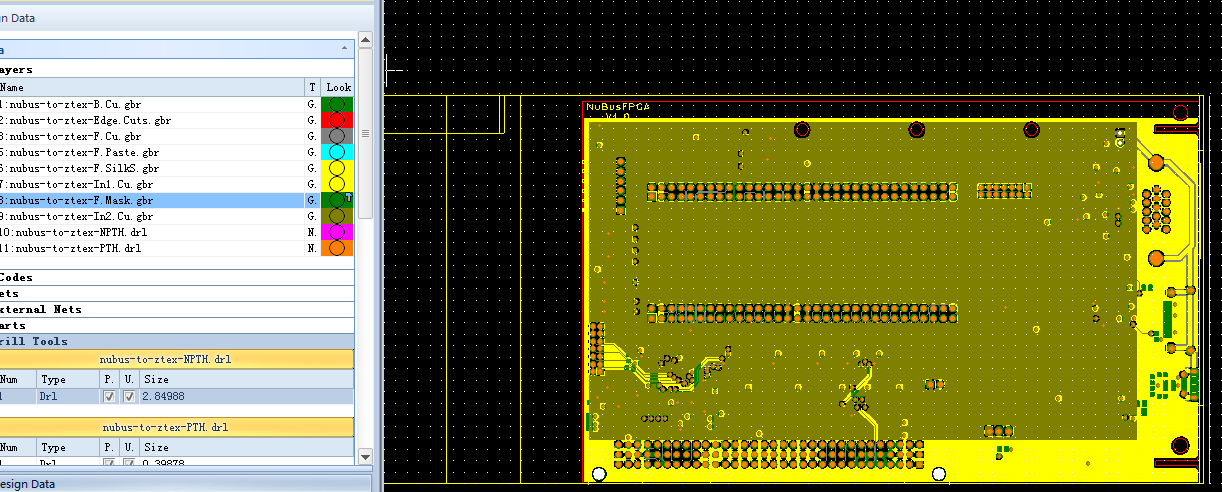 n Data
a
ayers
Name T Look
1:nubus-to-ztex-B.Cu.gbr G.
2:nubus-to-ztex-Edge.Cuts.gbr G.
3:nubus-to-ztex-F.Cu.gbr G.
5:nubus-to-ztex-F.Paste.gbr G.
6:nubus-to-ztex-F.SilkS.gbr G.
7:nubus-to-ztex-In1.Cu.gbr G.
8:nubus-to-ztex-F.Mask.gbr G.
9:nubus-to-ztex-In2.Cu.gbr G.
10:nubus-to-ztex-NPTH.drl N.
11:nubus-to-ztex-PTH.drl N.
Codes
ets
xternal Nets
arts
rill Tools
nubus-to-ztex-NPTH.drl
Num Type P. U. Size
1 Drl 2.84988
nubus-to-ztex-PTH.drl
Num Type P. U. Size
1 Drl 0.39878
esign Data
NuBusFPGA
V1.0